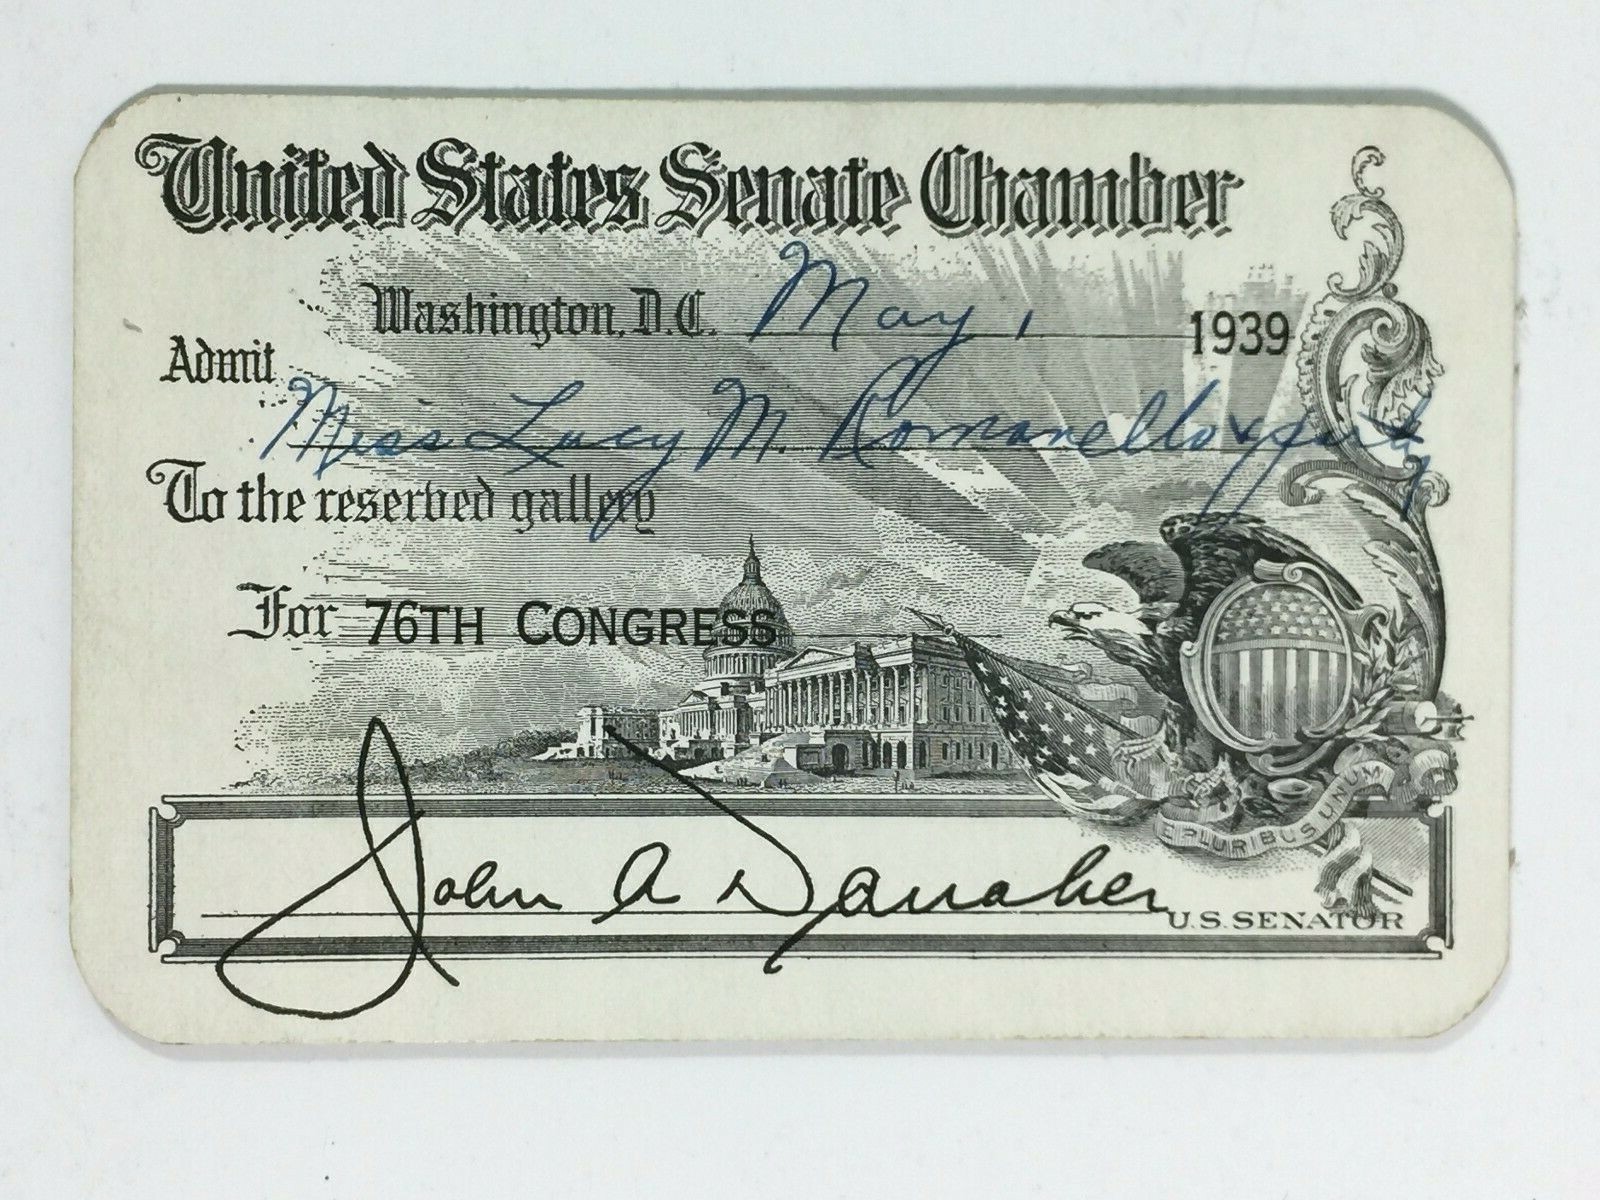 United States Senate Chamber
Washington, D.C. May 1 1939
Admit
Miss Lucy M. Romanello & party
To the reserved gallery
For 76TH CONGRESS
E PLURIBUS UNUM
John A Danaher U.S. SENATOR